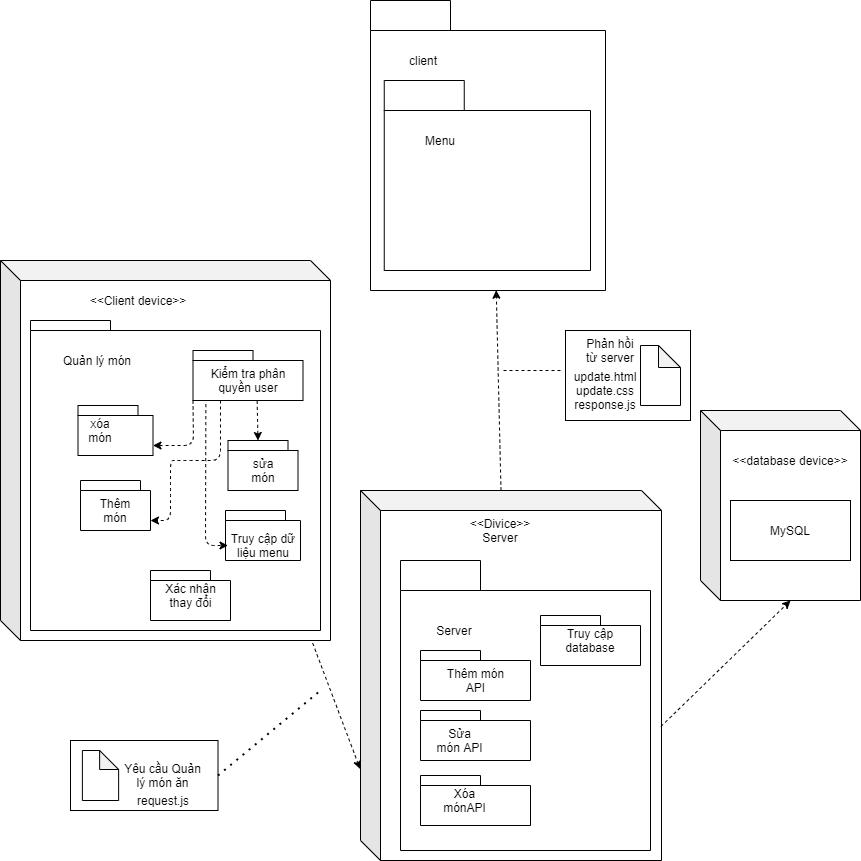 client
Menu
<<Client device>>
Quản lý món
Kiểm tra phân
quyền user
xóa
món
sửa
món
Thêm
món
Truy cập dữ
liệu menu
Xác nhận
thay đổi
Phản hồi
từ server
update.html
update.css
response.js
<<database device>>
MySQL
<<Divice>>
Server
Server
Truy cập
database
Thêm món
API
Sửa
món API
Xóa
mónAPI
Yêu cầu Quản
lý món ăn
request.js